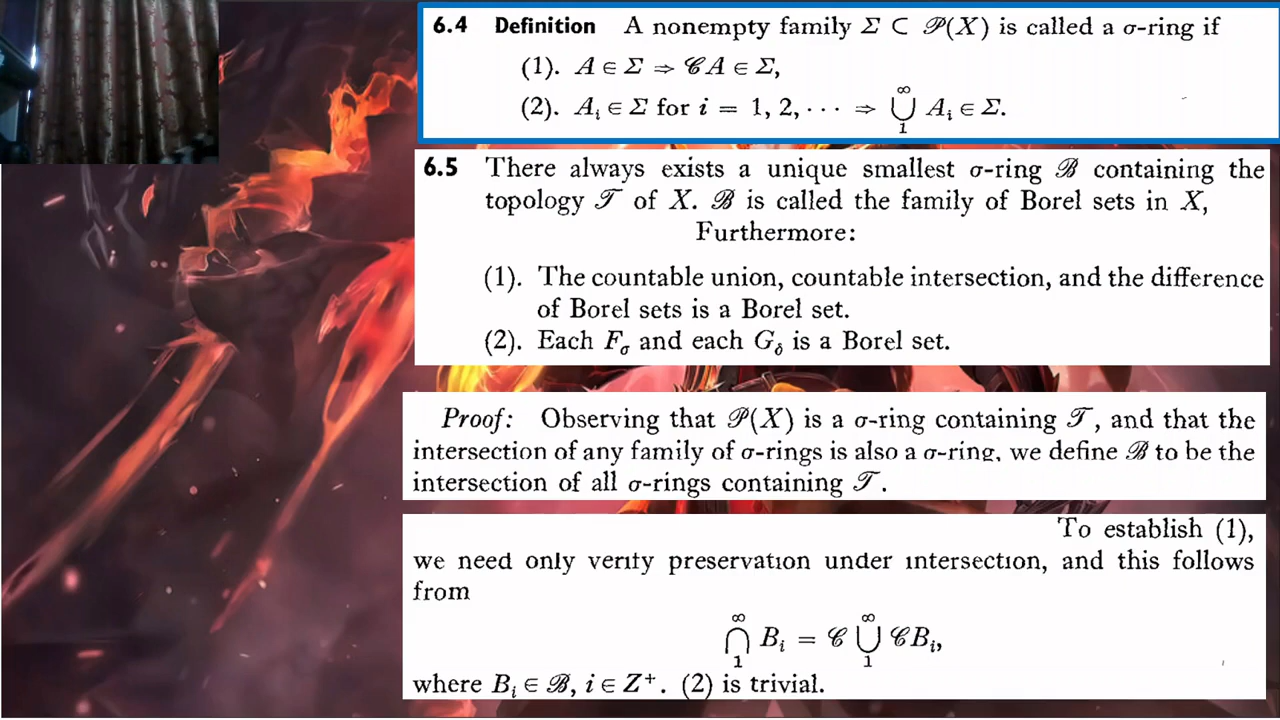 6.4 Definition A nonempty family Σ ⊂ 𝒫(X) is called a σ-ring if
(1). A ∈ Σ ⇒ 𝒞A ∈ Σ,
(2). Aᵢ ∈ Σ for i = 1, 2, ··· ⇒ ⋃₁^∞ Aᵢ ∈ Σ.
6.5 There always exists a unique smallest σ-ring ℬ containing the
topology 𝒯 of X. ℬ is called the family of Borel sets in X,
Furthermore:
(1). The countable union, countable intersection, and the difference
of Borel sets is a Borel set.
(2). Each F_σ and each G_δ is a Borel set.
Proof: Observing that 𝒫(X) is a σ-ring containing 𝒯, and that the
intersection of any family of σ-rings is also a σ-ring, we define ℬ to be the
intersection of all σ-rings containing 𝒯.
To establish (1),
we need only verify preservation under intersection, and this follows
from
⋂₁^∞ Bᵢ = 𝒞 ⋃₁^∞ 𝒞Bᵢ,
where Bᵢ ∈ ℬ, i ∈ Z⁺. (2) is trivial.